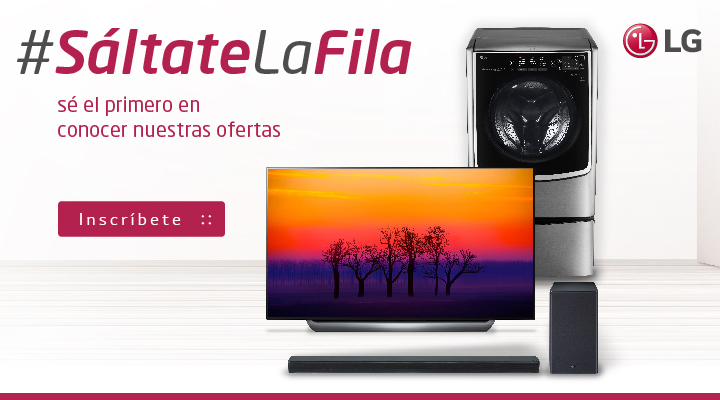 #SáltateLaFila
LG
sé el primero en
conocer nuestras ofertas
Inscríbete